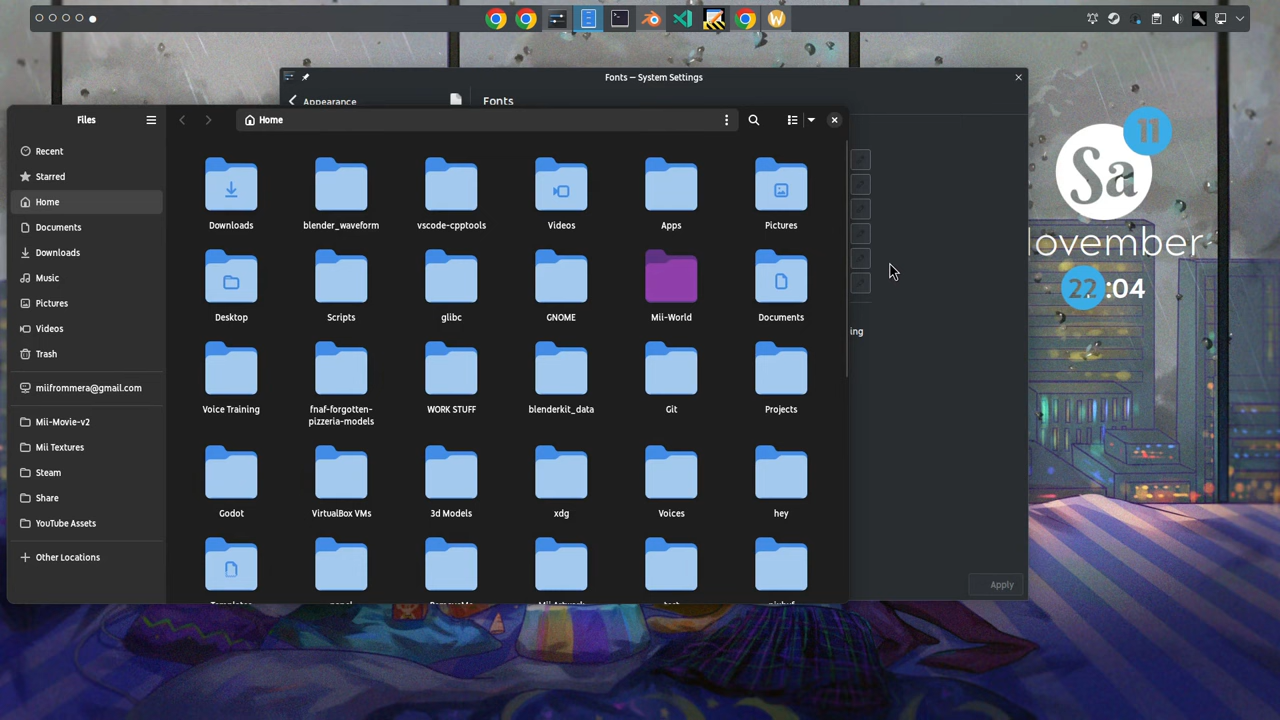 Fonts — System Settings
Appearance
Fonts
Files
Home
Recent
Starred
Home
Documents
Downloads
Music
Pictures
Videos
Trash
miifrommera@gmail.com
Mii-Movie-v2
Mii Textures
Steam
Share
YouTube Assets
Other Locations
Downloads
blender_waveform
vscode-cpptools
Videos
Apps
Pictures
Desktop
Scripts
glibc
GNOME
Mii-World
Documents
Voice Training
fnaf-forgotten-
pizzeria-models
WORK STUFF
blenderkit_data
Git
Projects
Godot
VirtualBox VMs
3d Models
xdg
Voices
hey
ing
Apply
11
Sa
November
22:04